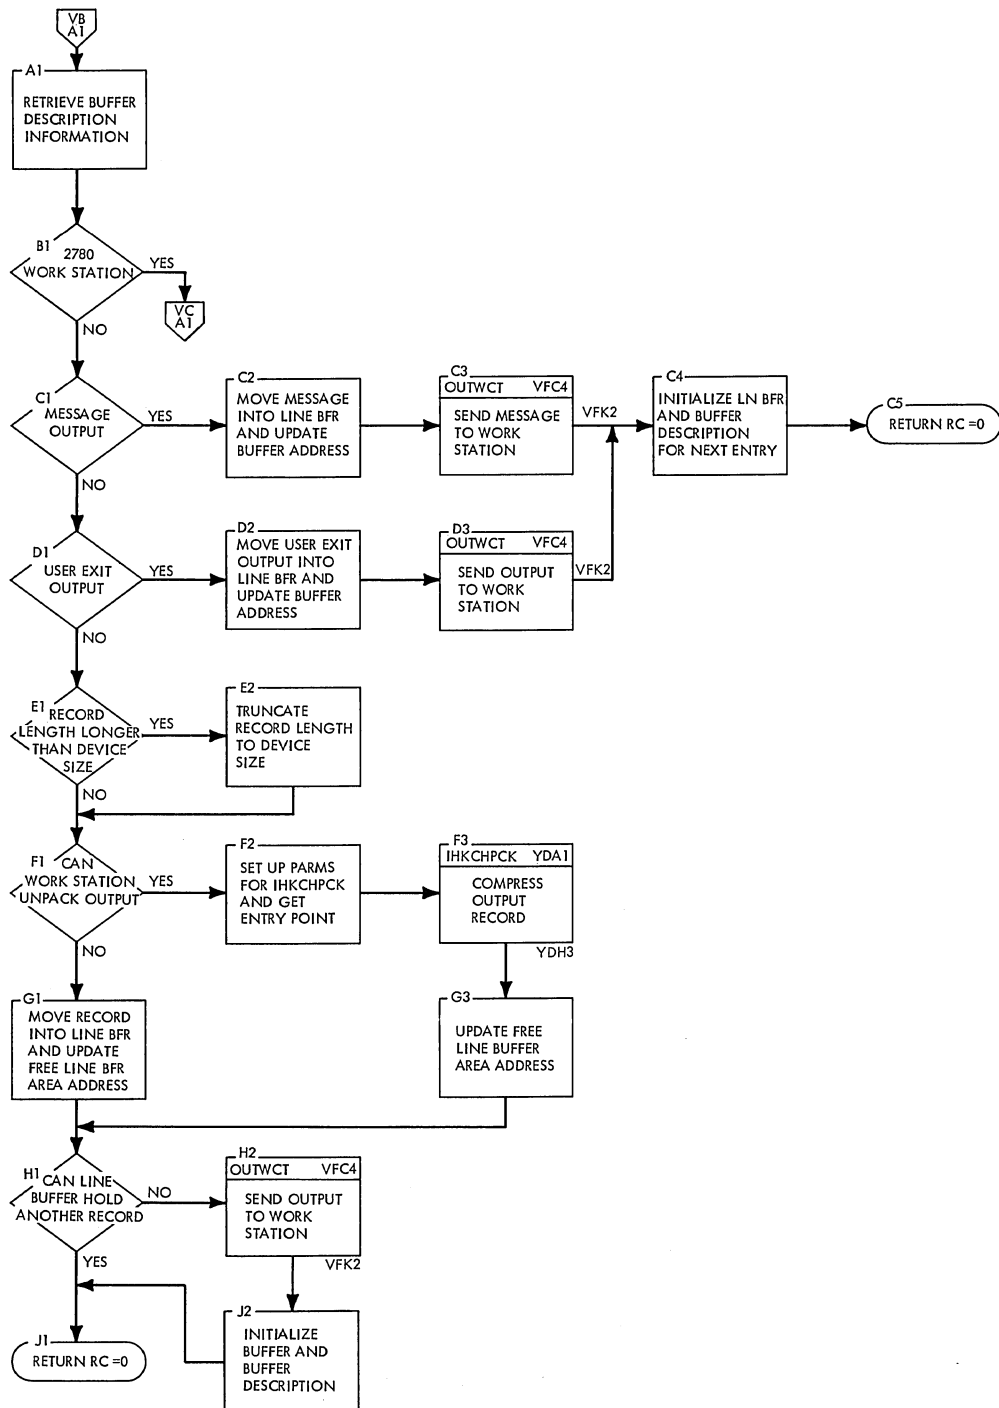 VB
A1
A1
RETRIEVE BUFFER
DESCRIPTION
INFORMATION
B1
2780
WORK STATION
YES
VC
A1
NO
C1
MESSAGE
OUTPUT
YES
C2
MOVE MESSAGE
INTO LINE BFR
AND UPDATE
BUFFER ADDRESS
C3
OUTWCT VFC4
SEND MESSAGE
TO WORK
STATION
VFK2
C4
INITIALIZE LN BFR
AND BUFFER
DESCRIPTION
FOR NEXT ENTRY
C5
RETURN RC =0
NO
D1
USER EXIT
OUTPUT
YES
D2
MOVE USER EXIT
OUTPUT INTO
LINE BFR AND
UPDATE BUFFER
ADDRESS
D3
OUTWCT VFC4
SEND OUTPUT
TO WORK
STATION
VFK2
NO
E1
RECORD
LENGTH LONGER
THAN DEVICE
SIZE
YES
E2
TRUNCATE
RECORD LENGTH
TO DEVICE
SIZE
NO
F1
CAN
WORK STATION
UNPACK OUTPUT
YES
F2
SET UP PARMS
FOR IHKCHPCK
AND GET
ENTRY POINT
F3
IHKCHPCK YDA1
COMPRESS
OUTPUT
RECORD
YDH3
NO
G1
MOVE RECORD
INTO LINE BFR
AND UPDATE
FREE LINE BFR
AREA ADDRESS
G3
UPDATE FREE
LINE BUFFER
AREA ADDRESS
H1
CAN LINE
BUFFER HOLD
ANOTHER RECORD
NO
H2
OUTWCT VFC4
SEND OUTPUT
TO WORK
STATION
VFK2
YES
J1
RETURN RC =0
J2
INITIALIZE
BUFFER AND
BUFFER
DESCRIPTION